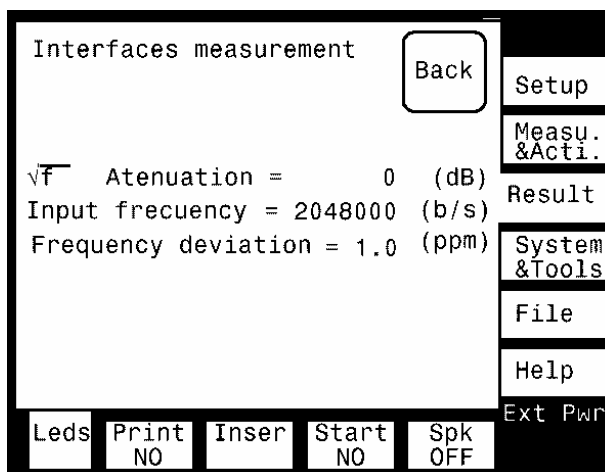 Interfaces measurement
Back
√f Atenuation = 0 (dB)
Input frecuency = 2048000 (b/s)
Frequency deviation = 1.0 (ppm)
Setup
Measu.
&Acti.
Result
System
&Tools
File
Help
Ext Pwr
Leds
Print
NO
Inser
Start
NO
Spk
OFF